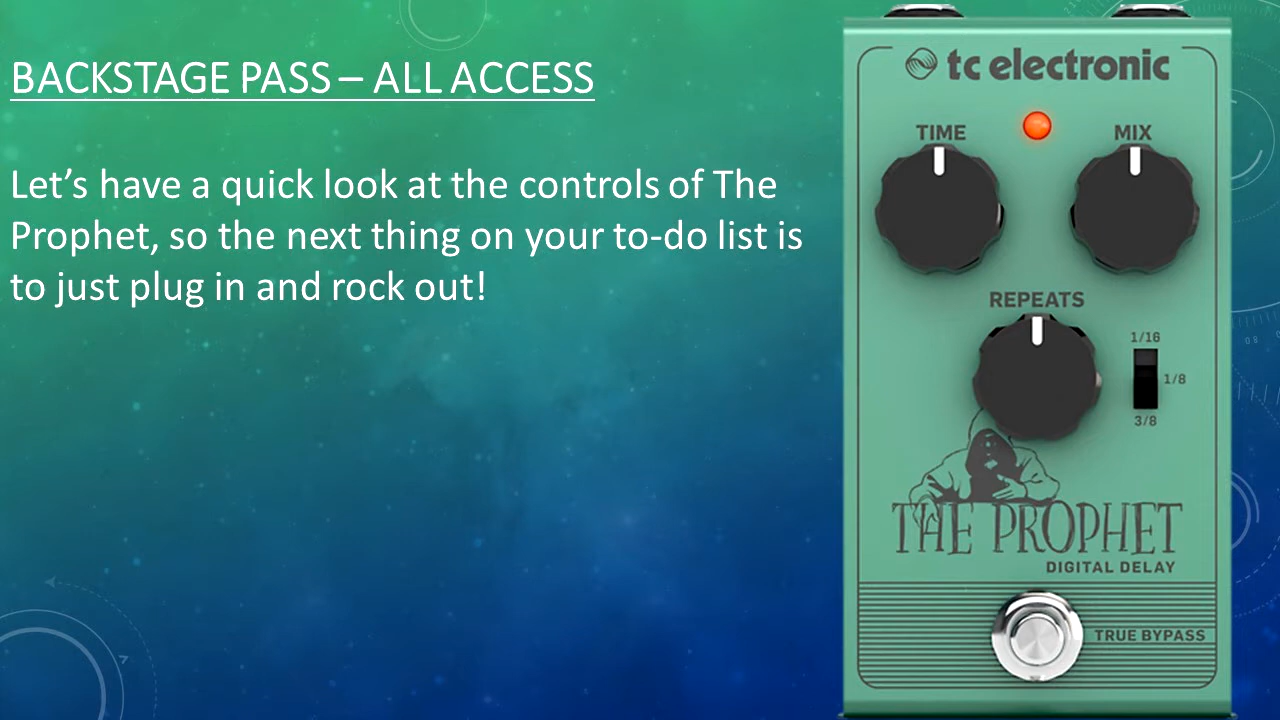 BACKSTAGE PASS – ALL ACCESS
Let’s have a quick look at the controls of The
Prophet, so the next thing on your to-do list is
to just plug in and rock out!
tc electronic
TIME
MIX
REPEATS
1/16
1/8
3/8
THE PROPHET
DIGITAL DELAY
TRUE BYPASS